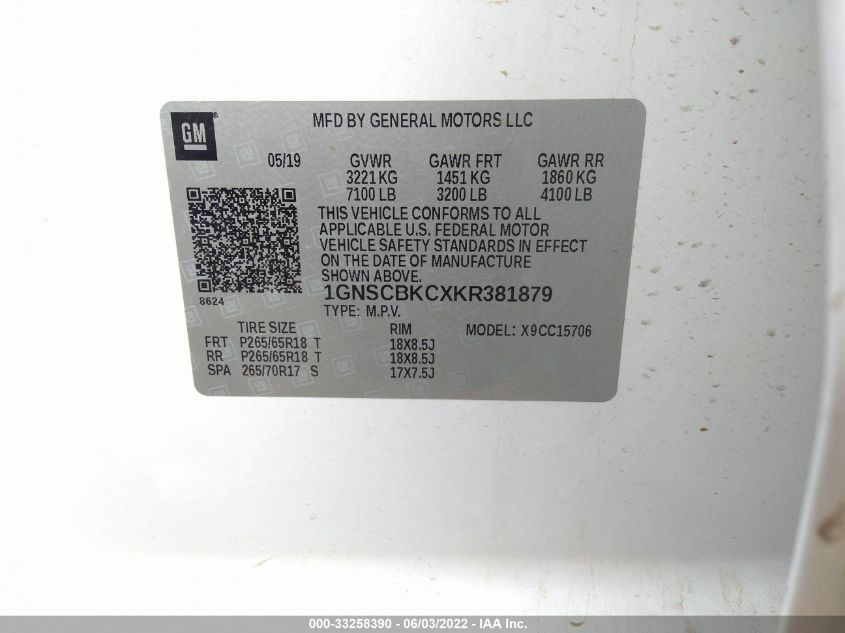 GM
MFD BY GENERAL MOTORS LLC
05/19 GVWR GAWR FRT GAWR RR
3221 KG 1451 KG 1860 KG
7100 LB 3200 LB 4100 LB
THIS VEHICLE CONFORMS TO ALL
APPLICABLE U.S. FEDERAL MOTOR
VEHICLE SAFETY STANDARDS IN EFFECT
ON THE DATE OF MANUFACTURE
SHOWN ABOVE.
8624
1GNSCBKCXKR381879
TYPE: M.P.V.
TIRE SIZE RIM MODEL: X9CC15706
FRT P265/65R18 T 18X8.5J
RR P265/65R18 T 18X8.5J
SPA 265/70R17 S 17X7.5J
000-33258390 - 06/03/2022 - IAA Inc.